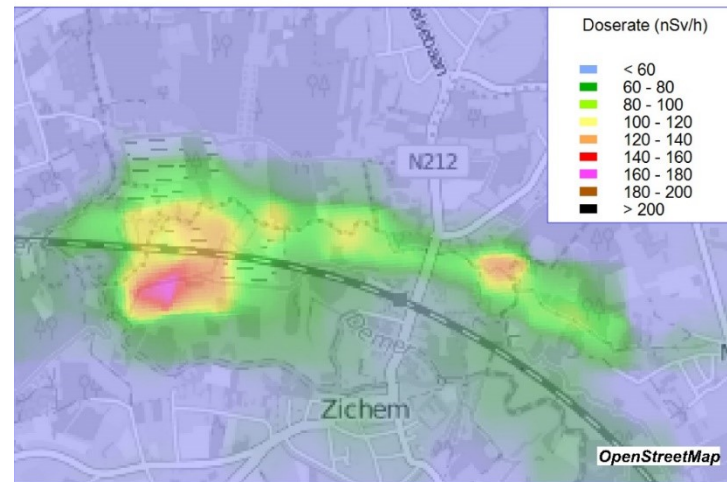 elsebaan
Doserate (nSv/h)
< 60
60 - 80
80 - 100
100 - 120
120 - 140
140 - 160
160 - 180
180 - 200
> 200
N212
Demer
M
Zichem
OpenStreetMap